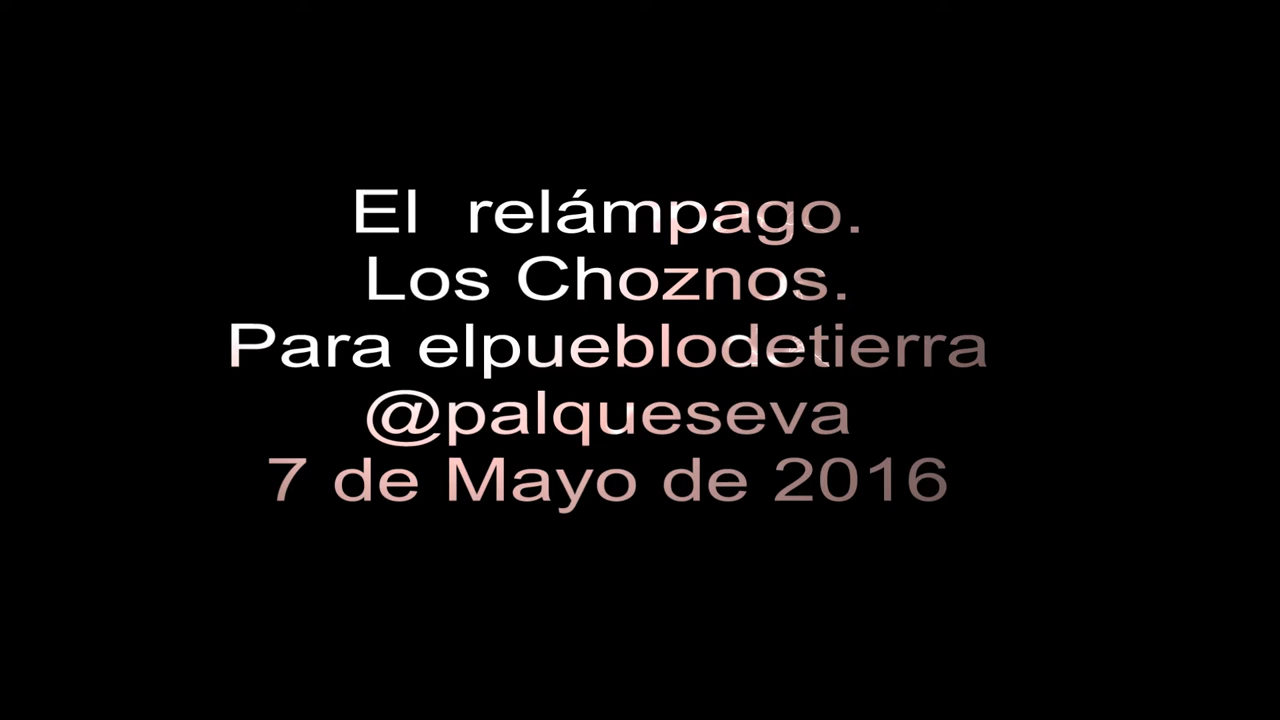 El relámpago.
Los Choznos.
Para elpueblodetierra
@palqueseva
7 de Mayo de 2016